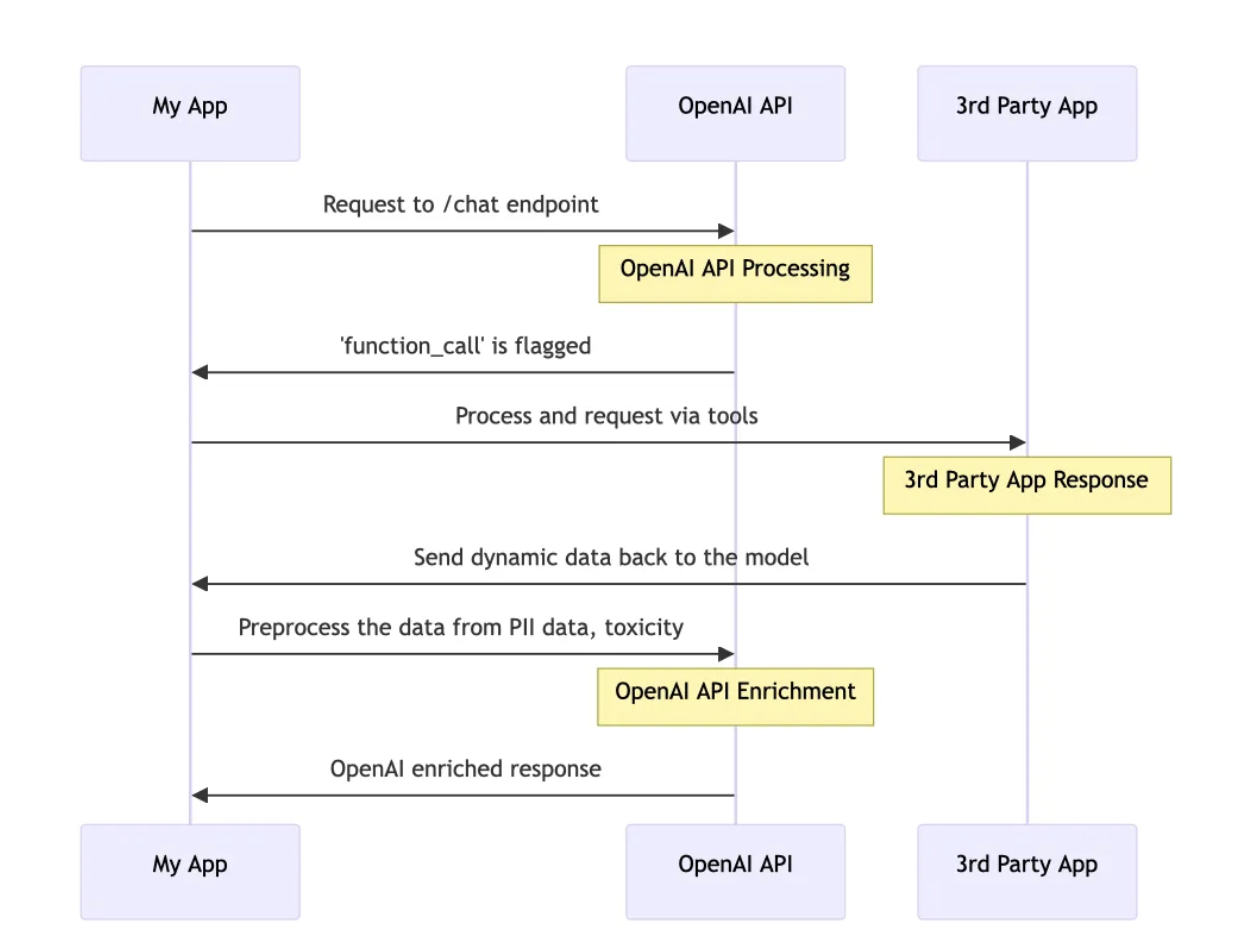 My App
OpenAI API
3rd Party App
Request to /chat endpoint
OpenAI API Processing
'function_call' is flagged
Process and request via tools
3rd Party App Response
Send dynamic data back to the model
Preprocess the data from PII data, toxicity
OpenAI API Enrichment
OpenAI enriched response
My App
OpenAI API
3rd Party App